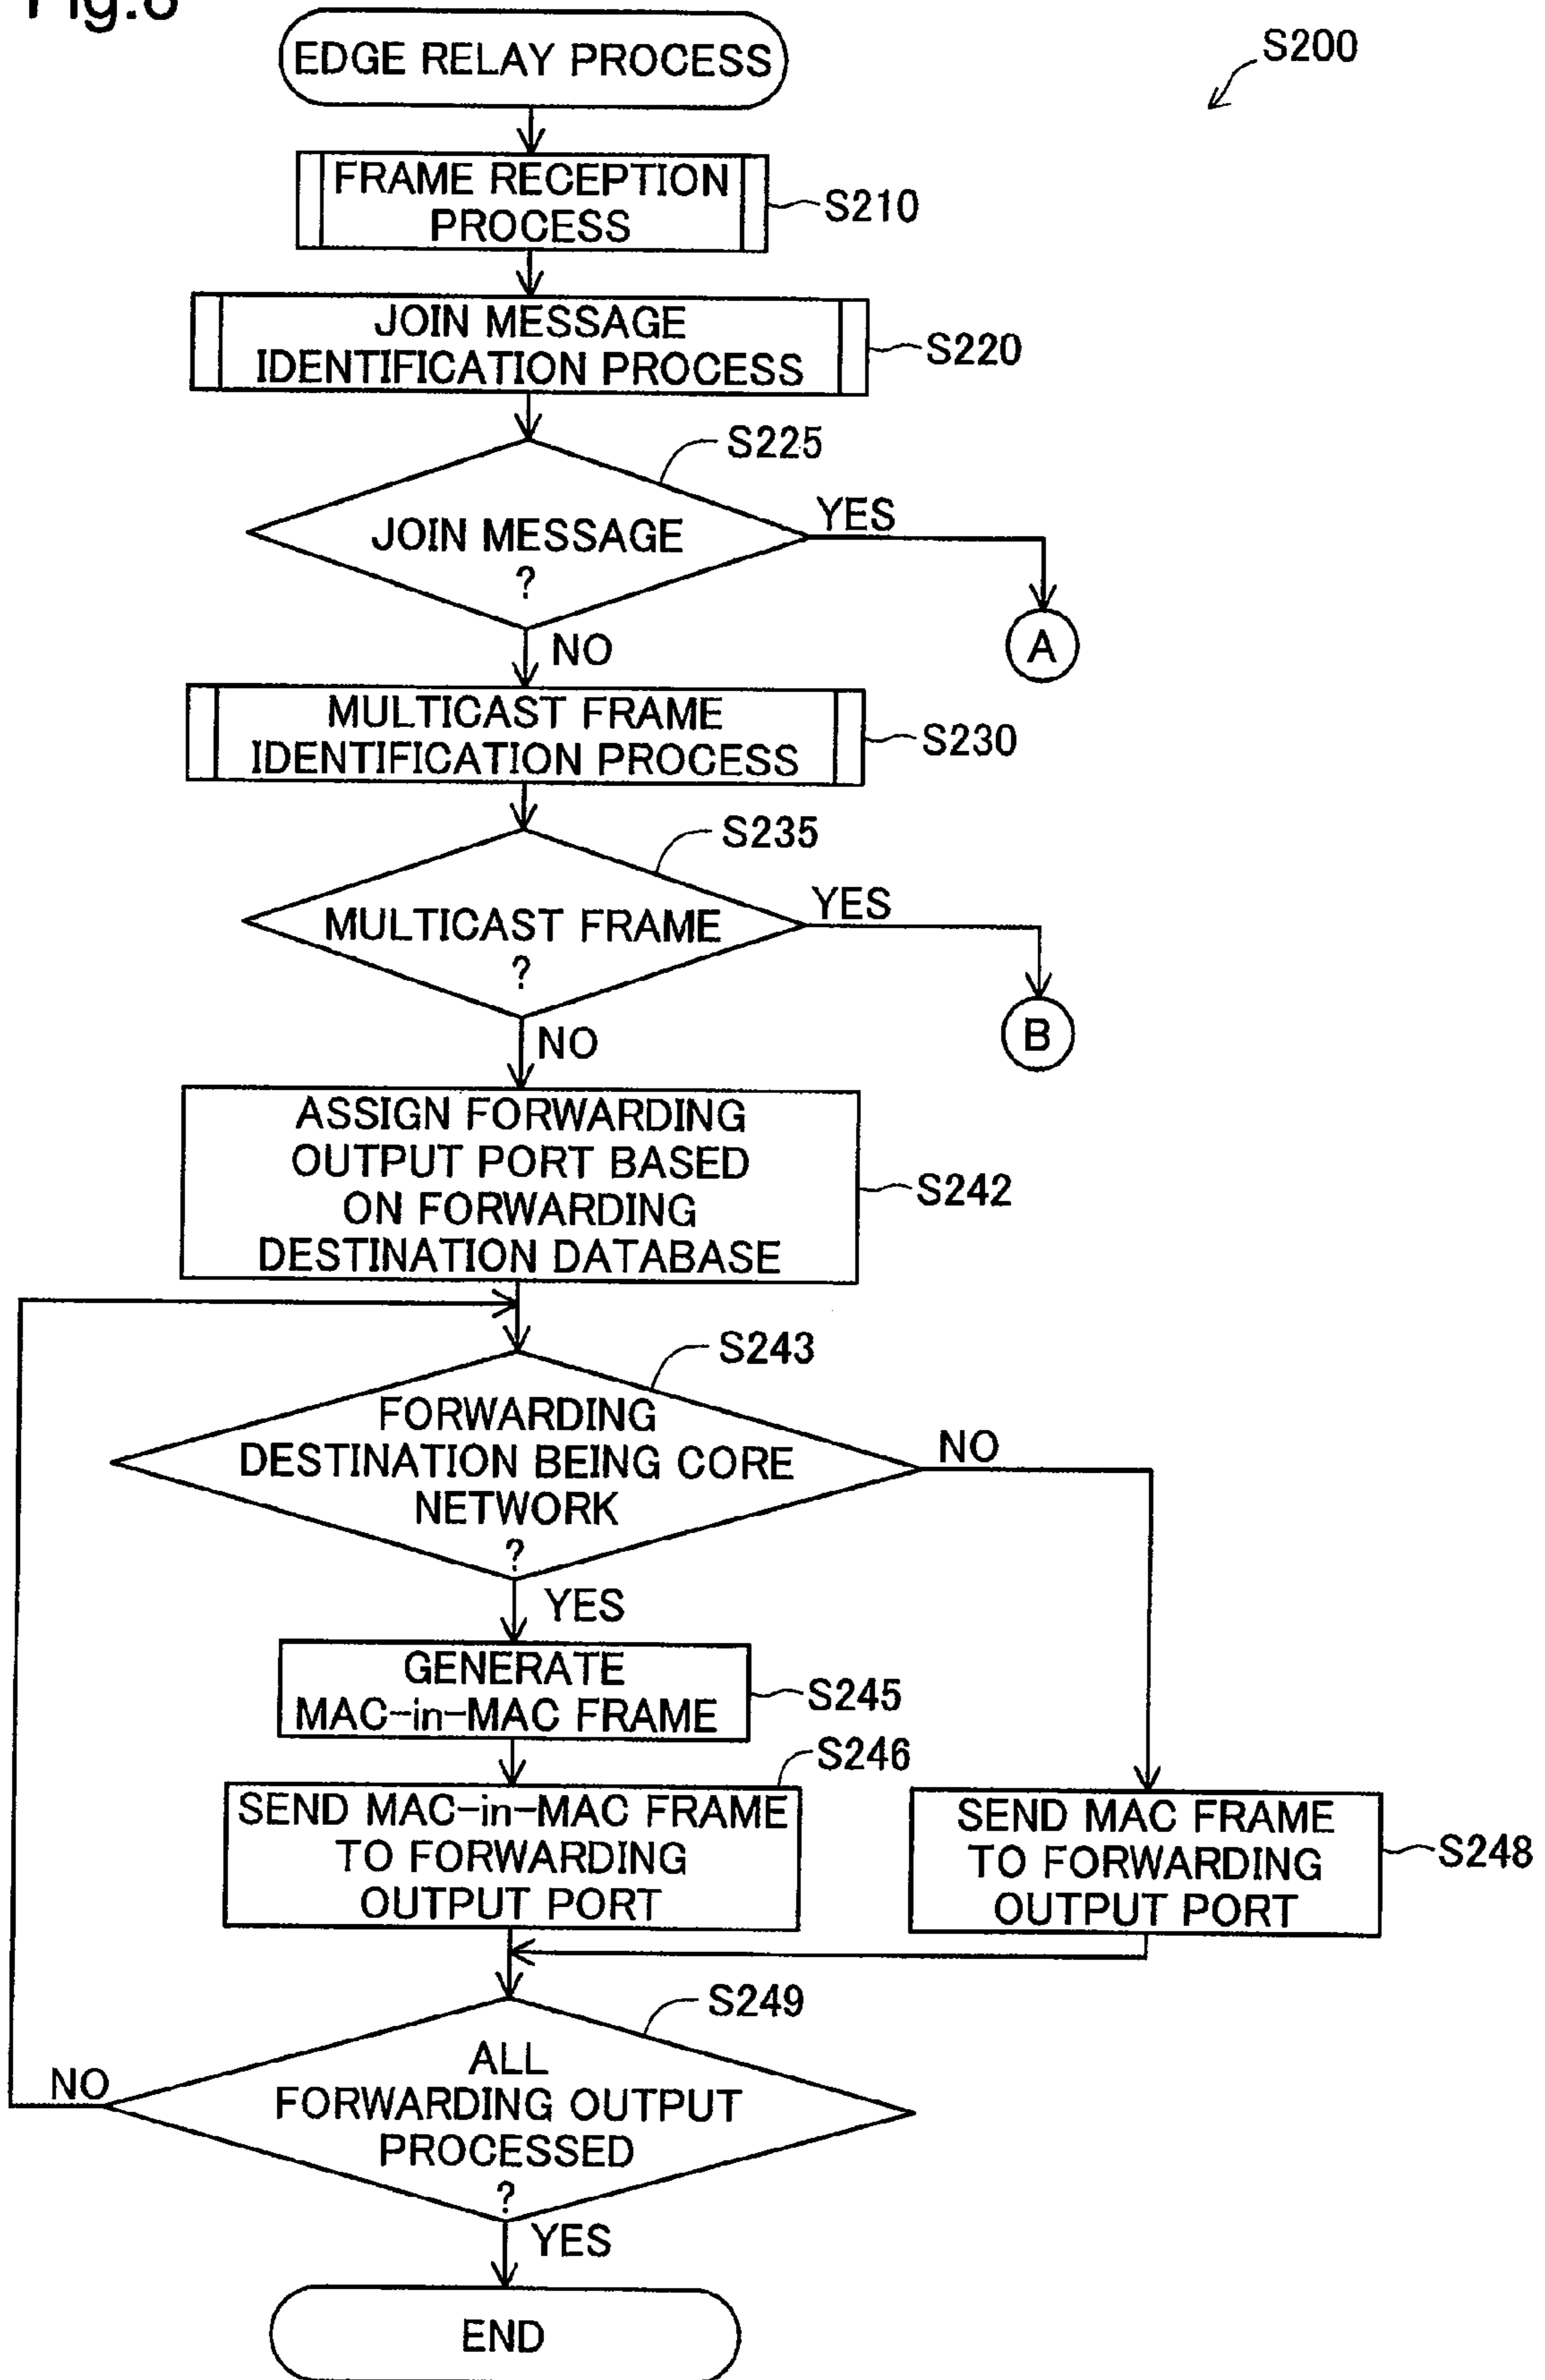 EDGE RELAY PROCESS
S200
FRAME RECEPTION
PROCESS
S210
JOIN MESSAGE
IDENTIFICATION PROCESS
S220
S225
JOIN MESSAGE
?
YES
A
NO
MULTICAST FRAME
IDENTIFICATION PROCESS
S230
S235
MULTICAST FRAME
?
YES
B
NO
ASSIGN FORWARDING
OUTPUT PORT BASED
ON FORWARDING
DESTINATION DATABASE
S242
S243
FORWARDING
DESTINATION BEING CORE
NETWORK
?
NO
YES
GENERATE
MAC-in-MAC FRAME
S245
S246
SEND MAC-in-MAC FRAME
TO FORWARDING
OUTPUT PORT
SEND MAC FRAME
TO FORWARDING
OUTPUT PORT
S248
S249
ALL
FORWARDING OUTPUT
PROCESSED
?
NO
YES
END